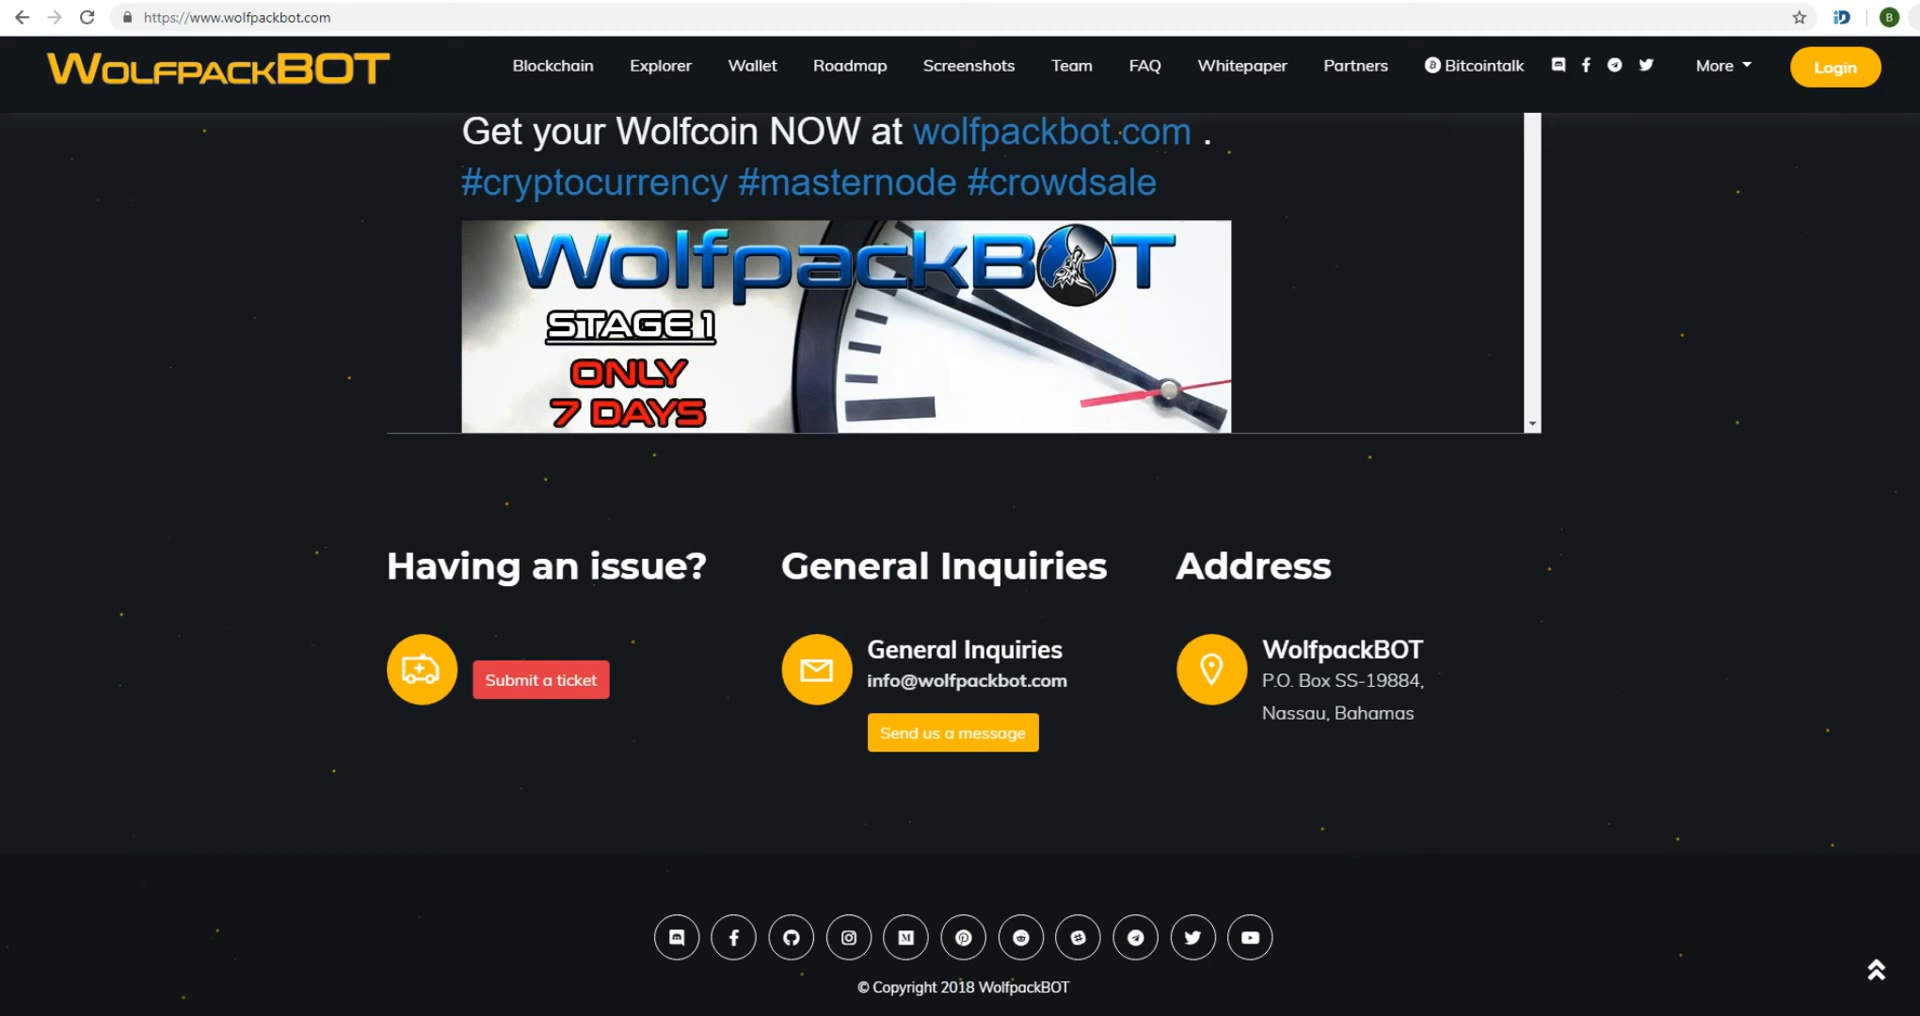 https://www.wolfpackbot.com
B
WOLFPACKBOT
Blockchain Explorer Wallet Roadmap Screenshots Team FAQ Whitepaper Partners Bitcointalk More Login
Get your Wolfcoin NOW at wolfpackbot.com .
#cryptocurrency #masternode #crowdsale
WolfpackBOT
STAGE 1
ONLY
7 DAYS
Having an issue?
Submit a ticket
General Inquiries
General Inquiries
info@wolfpackbot.com
Send us a message
Address
WolfpackBOT
P.O. Box SS-19884,
Nassau, Bahamas
© Copyright 2018 WolfpackBOT